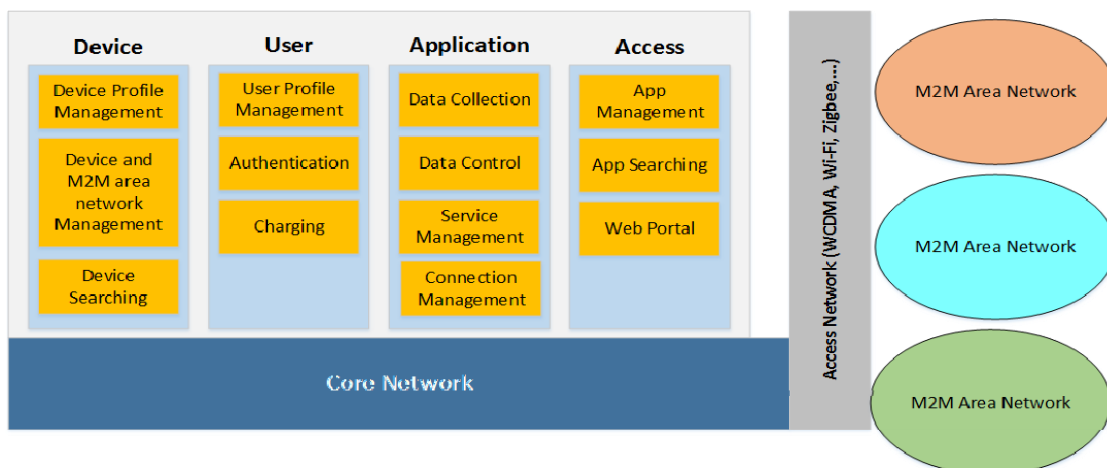 Device
User
Application
Access
Device Profile
Management
Device and
M2M area
network
Management
Device
Searching
User Profile
Management
Authentication
Charging
Data Collection
Data Control
Service
Management
Connection
Management
App
Management
App Searching
Web Portal
Core Network
Access Network (WCDMA, Wi-Fi, Zigbee,...)
M2M Area Network
M2M Area Network
M2M Area Network